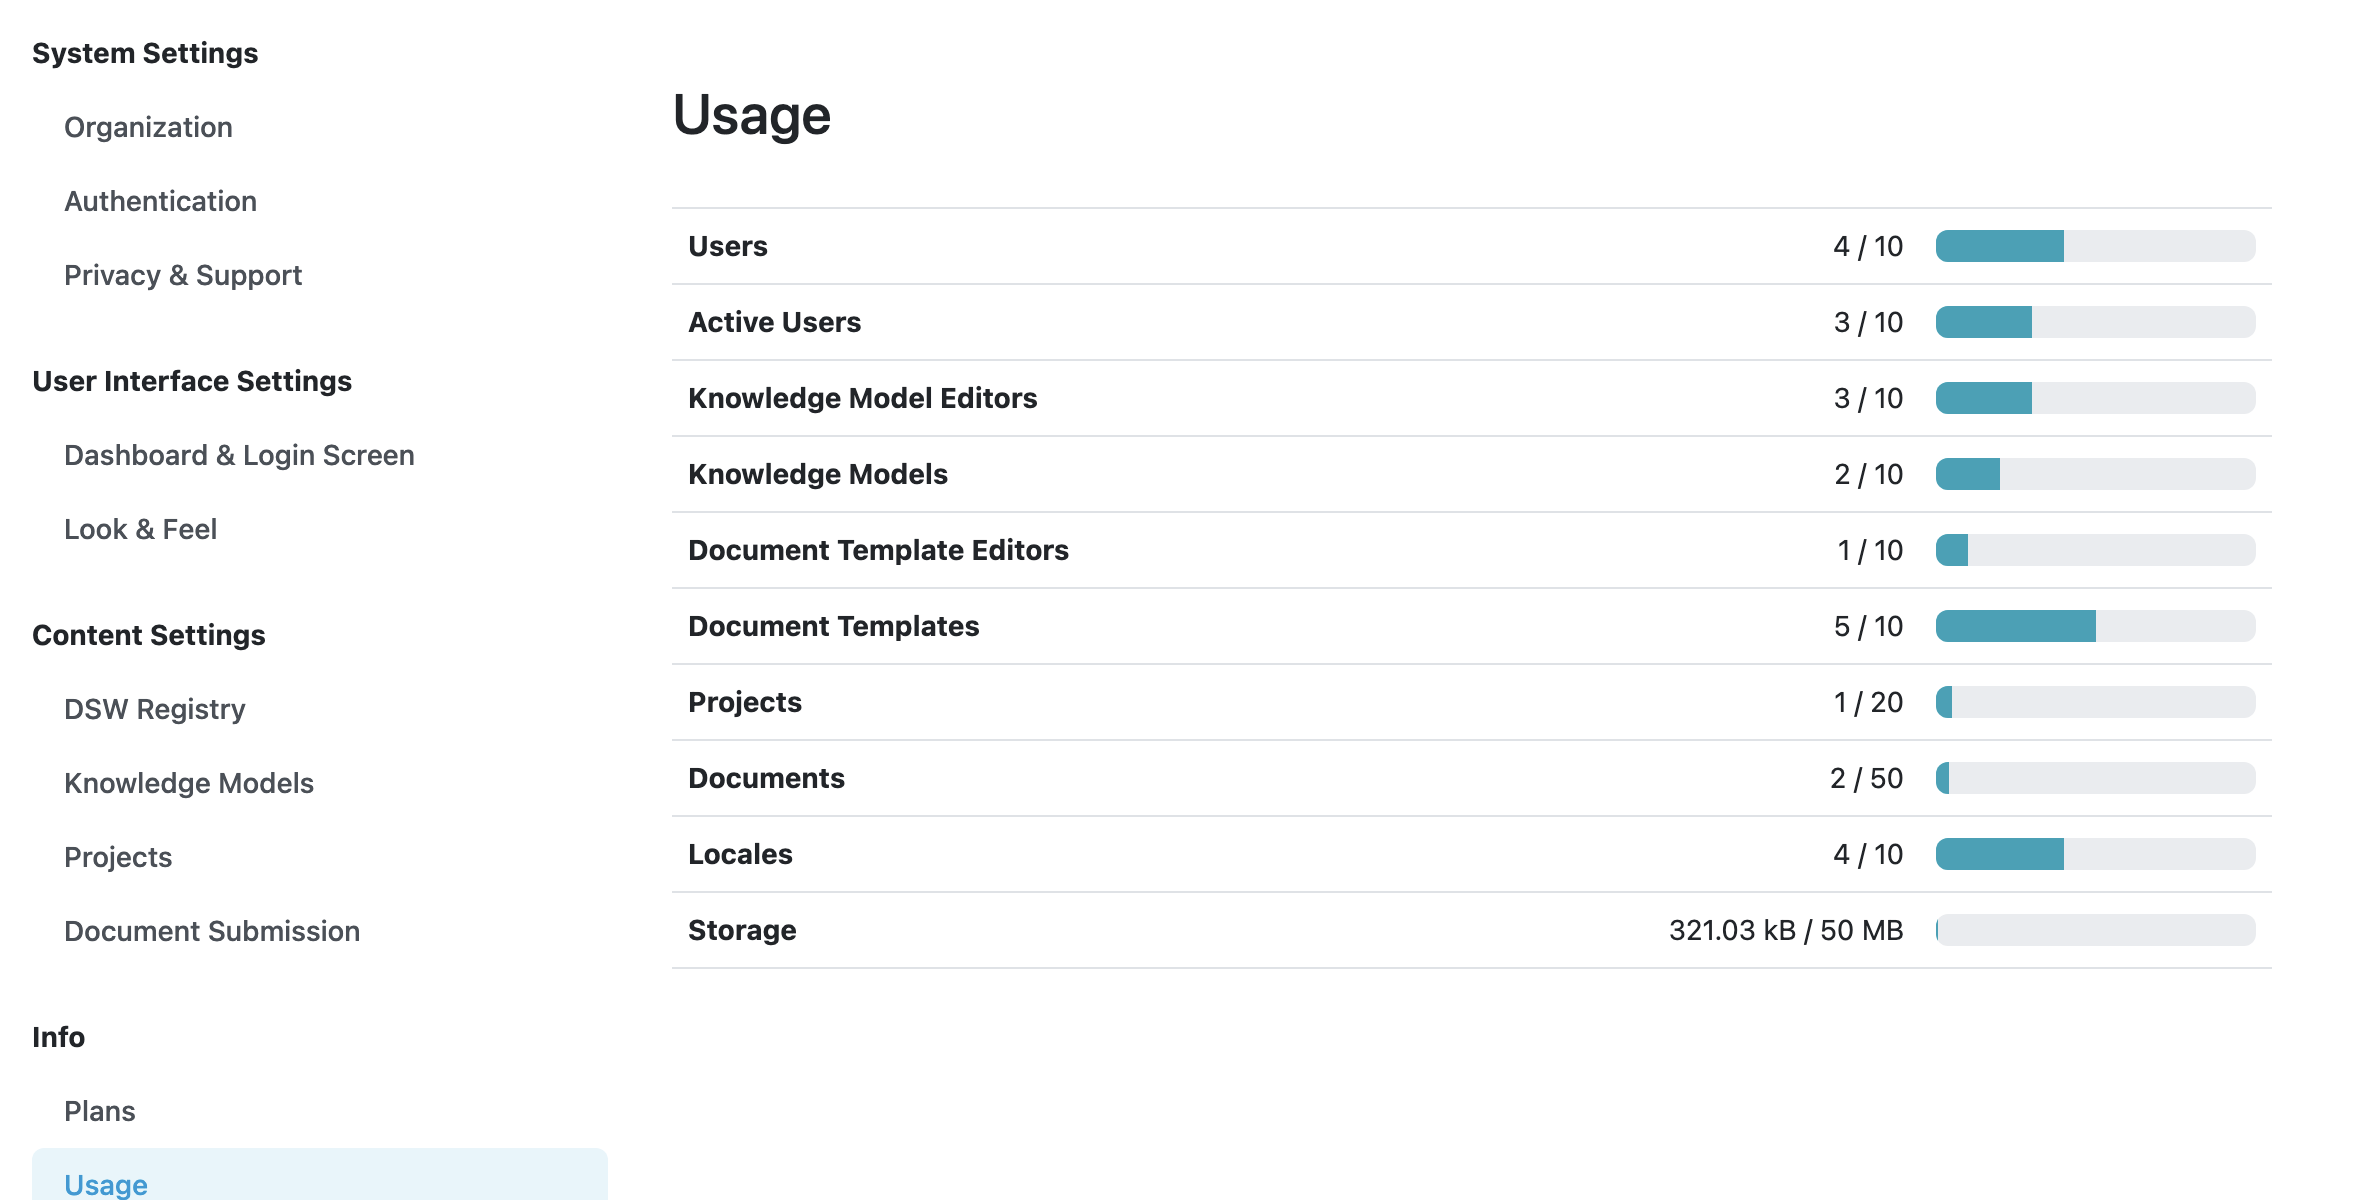 System Settings
Organization
Authentication
Privacy & Support
User Interface Settings
Dashboard & Login Screen
Look & Feel
Content Settings
DSW Registry
Knowledge Models
Projects
Document Submission
Info
Plans
Usage
Usage
Users 4 / 10
Active Users 3 / 10
Knowledge Model Editors 3 / 10
Knowledge Models 2 / 10
Document Template Editors 1 / 10
Document Templates 5 / 10
Projects 1 / 20
Documents 2 / 50
Locales 4 / 10
Storage 321.03 kB / 50 MB